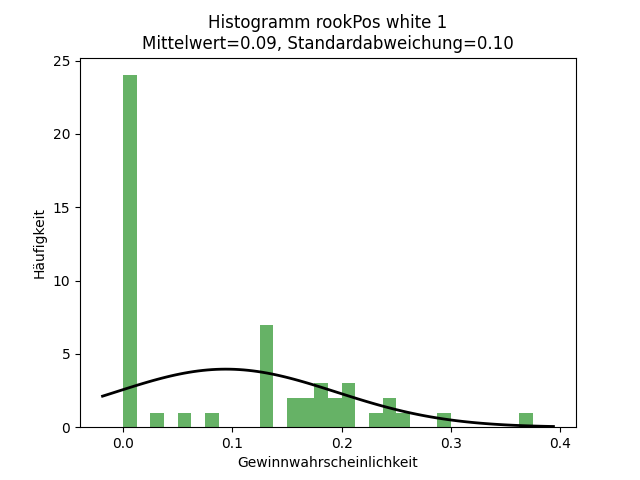 Histogramm rookPos white 1
Mittelwert=0.09, Standardabweichung=0.10
25
20
15
10
5
0
Häufigkeit
0.0 0.1 0.2 0.3 0.4
Gewinnwahrscheinlichkeit